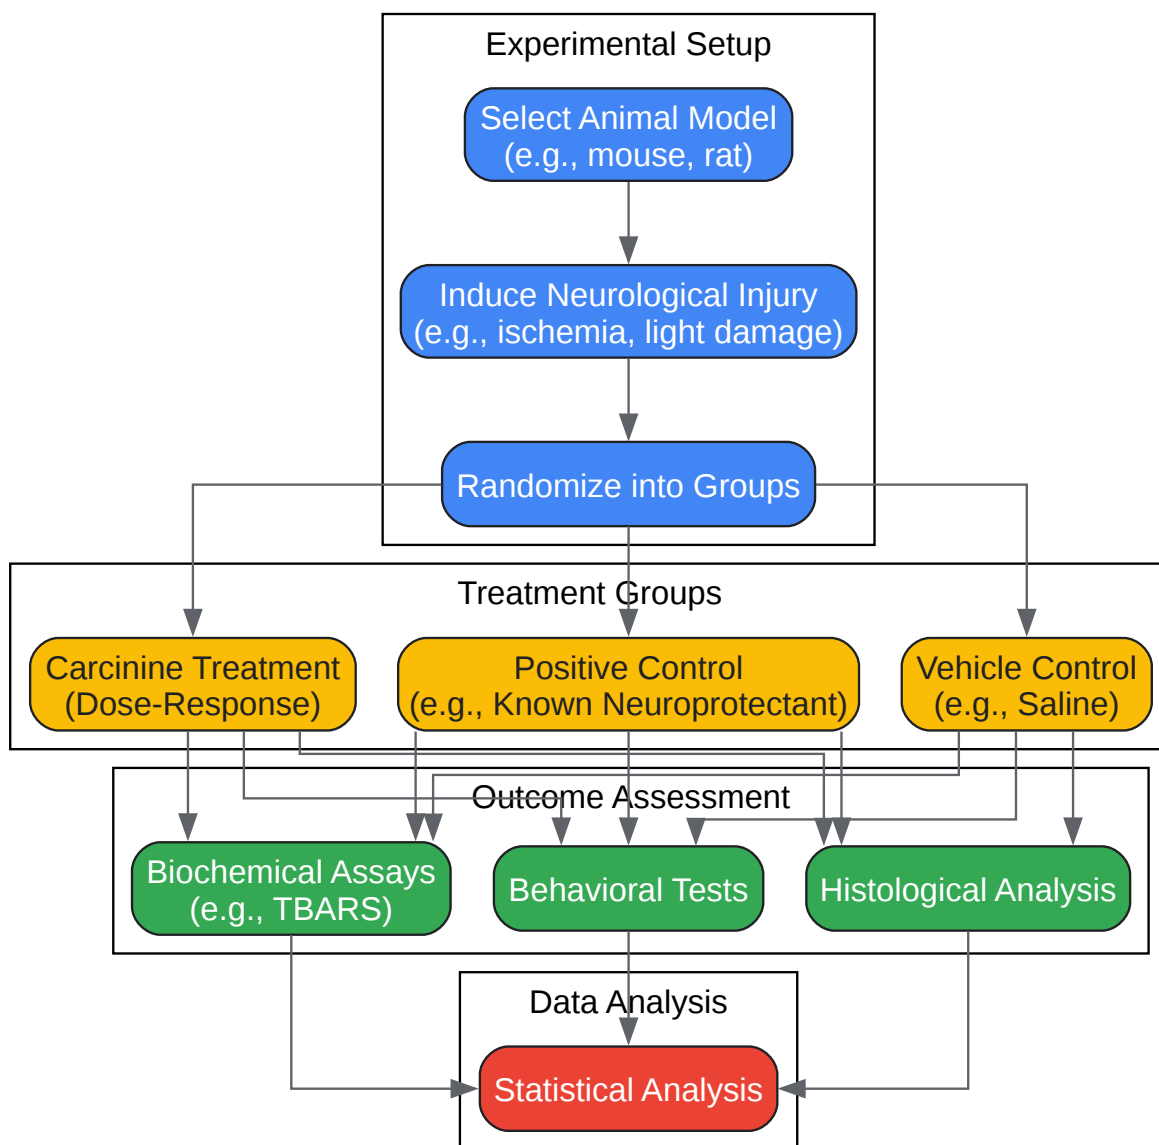 Experimental Setup
Select Animal Model
(e.g., mouse, rat)
Induce Neurological Injury
(e.g., ischemia, light damage)
Randomize into Groups
Treatment Groups
Carcinine Treatment
(Dose-Response)
Positive Control
(e.g., Known Neuroprotectant)
Vehicle Control
(e.g., Saline)
Outcome Assessment
Biochemical Assays
(e.g., TBARS)
Behavioral Tests
Histological Analysis
Data Analysis
Statistical Analysis